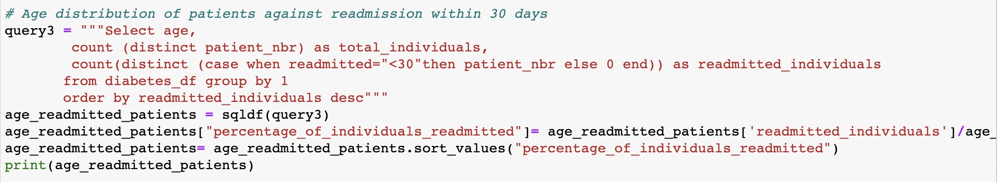 # Age distribution of patients against readmission within 30 days
query3 = """Select age,
        count (distinct patient_nbr) as total_individuals,
        count(distinct (case when readmitted="<30"then patient_nbr else 0 end)) as readmitted_individuals
       from diabetes_df group by 1
       order by readmitted_individuals desc"""
age_readmitted_patients = sqldf(query3)
age_readmitted_patients["percentage_of_individuals_readmitted"]= age_readmitted_patients['readmitted_individuals']/age_
age_readmitted_patients= age_readmitted_patients.sort_values("percentage_of_individuals_readmitted")
print(age_readmitted_patients)